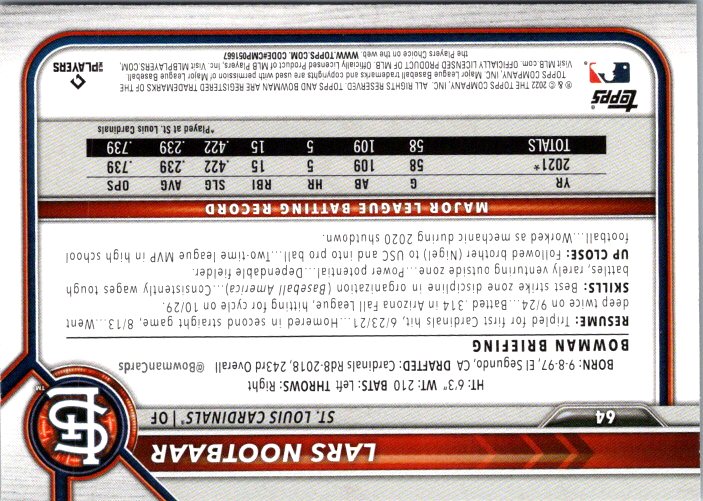 LARS NOOTBAAR
64 ST. LOUIS CARDINALS® | OF
STL™
HT: 6'3" WT: 210 BATS: Left THROWS: Right
BORN: 9-8-97, El Segundo, CA DRAFTED: Cardinals Rd8-2018, 243rd Overall @BowmanCards
BOWMAN BRIEFING
RESUME: Tripled for first Cardinals hit, 6/23/21...Homered in second straight game, 8/13...Went
deep twice on 9/24...Batted .314 in Arizona Fall League, hitting for cycle on 10/29.
SKILLS: Best strike zone discipline in organization (Baseball America)...Consistently wages tough
battles, rarely venturing outside zone...Power potential...Dependable fielder.
UP CLOSE: Followed brother (Nigel) to USC and into pro ball...Two-time league MVP in high school
football...Worked as mechanic during 2020 shutdown.
MAJOR LEAGUE BATTING RECORD
YR G AB HR RBI SLG AVG OPS
2021* 58 109 5 15 .422 .239 .739
TOTALS 58 109 5 15 .422 .239 .739
*Played at St. Louis Cardinals
topps
® & © 2022 THE TOPPS COMPANY, INC. ALL RIGHTS RESERVED. TOPPS AND BOWMAN ARE REGISTERED TRADEMARKS OF THE
TOPPS COMPANY, INC. Major League Baseball trademarks and copyrights are used with permission of Major League Baseball.
Visit MLB.com. OFFICIALLY LICENSED PRODUCT OF MLB Players, Inc. Visit MLBPLAYERS.com,
the Players Choice on the web. WWW.TOPPS.COM. CODE#CMP051667
MLB PLAYERS